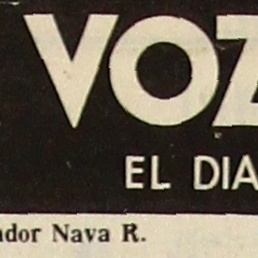 VOZ
EL DIA
ador Nava R.